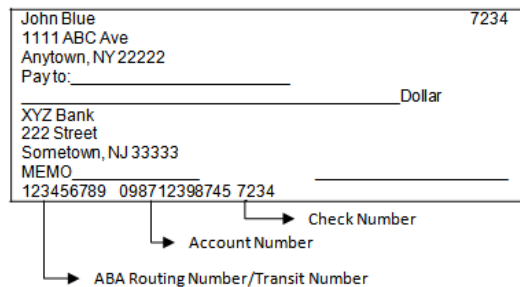 John Blue 7234
1111 ABC Ave
Anytown, NY 22222
Pay to:
Dollar
XYZ Bank
222 Street
Sometown, NJ 33333
MEMO
123456789 098712398745 7234
Check Number
Account Number
ABA Routing Number/Transit Number